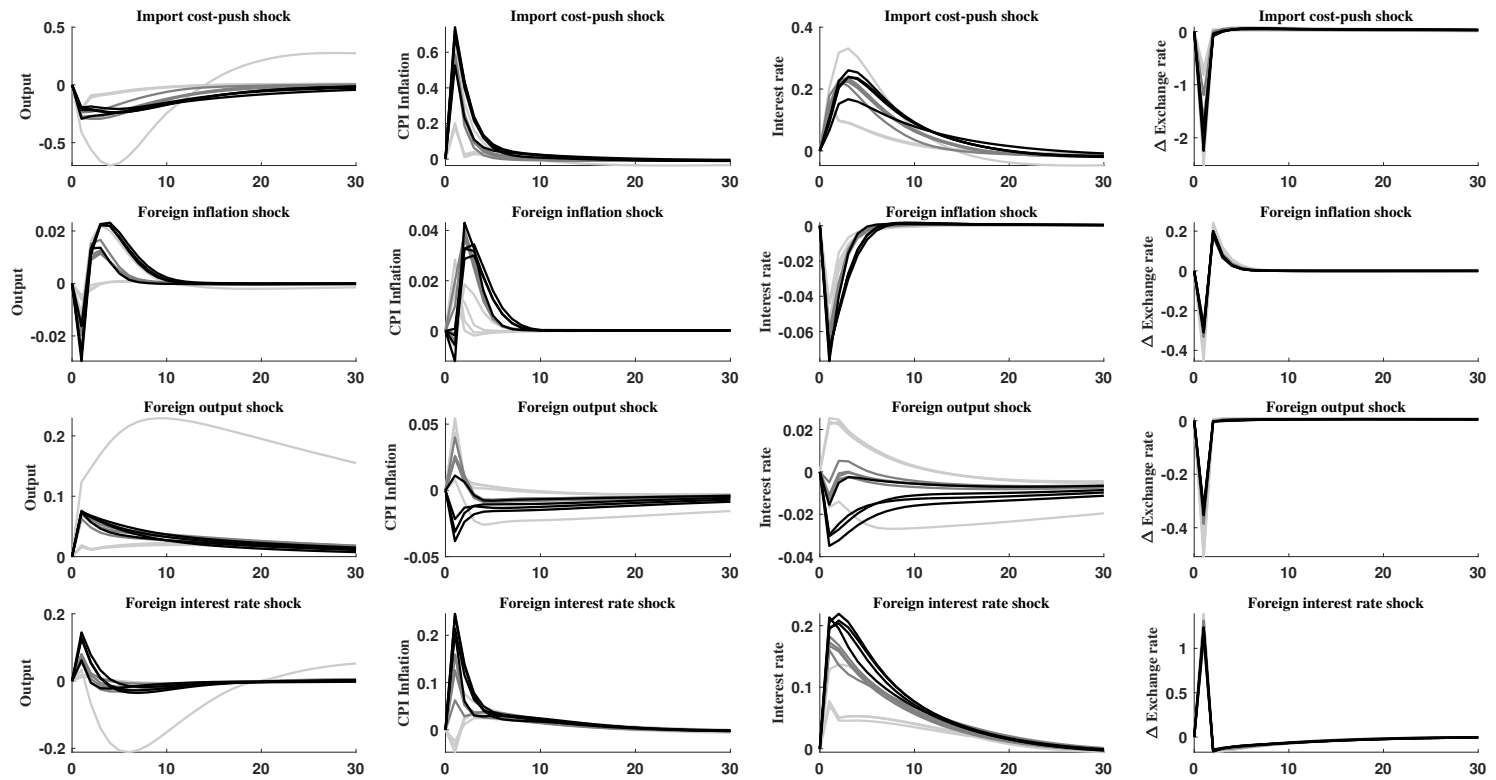 Import cost-push shock
Output
0.5
0
-0.5
0 10 20 30
Import cost-push shock
CPI Inflation
0.6
0.4
0.2
0
0 10 20 30
Import cost-push shock
Interest rate
0.4
0.2
0
0 10 20 30
Import cost-push shock
Δ Exchange rate
0
-1
-2
0 10 20 30
Foreign inflation shock
Output
0.02
0
-0.02
0 10 20 30
Foreign inflation shock
CPI Inflation
0.04
0.02
0
0 10 20 30
Foreign inflation shock
Interest rate
0
-0.02
-0.04
-0.06
0 10 20 30
Foreign inflation shock
Δ Exchange rate
0.2
0
-0.2
-0.4
0 10 20 30
Foreign output shock
Output
0.2
0.1
0
0 10 20 30
Foreign output shock
CPI Inflation
0.05
0
-0.05
0 10 20 30
Foreign output shock
Interest rate
0.02
0
-0.02
-0.04
0 10 20 30
Foreign output shock
Δ Exchange rate
0
-0.2
-0.4
0 10 20 30
Foreign interest rate shock
Output
0.2
0
-0.2
0 10 20 30
Foreign interest rate shock
CPI Inflation
0.2
0.1
0
0 10 20 30
Foreign interest rate shock
Interest rate
0.2
0.1
0
0 10 20 30
Foreign interest rate shock
Δ Exchange rate
1
0.5
0
0 10 20 30